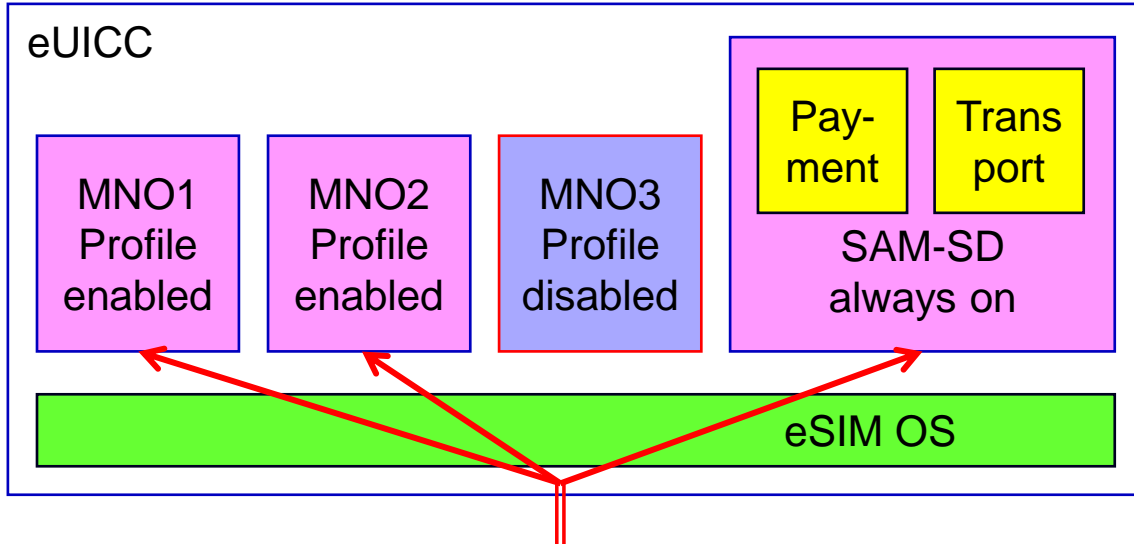 eUICC
MNO1
Profile
enabled
MNO2
Profile
enabled
MNO3
Profile
disabled
Pay-
ment
Trans
port
SAM-SD
always on
eSIM OS